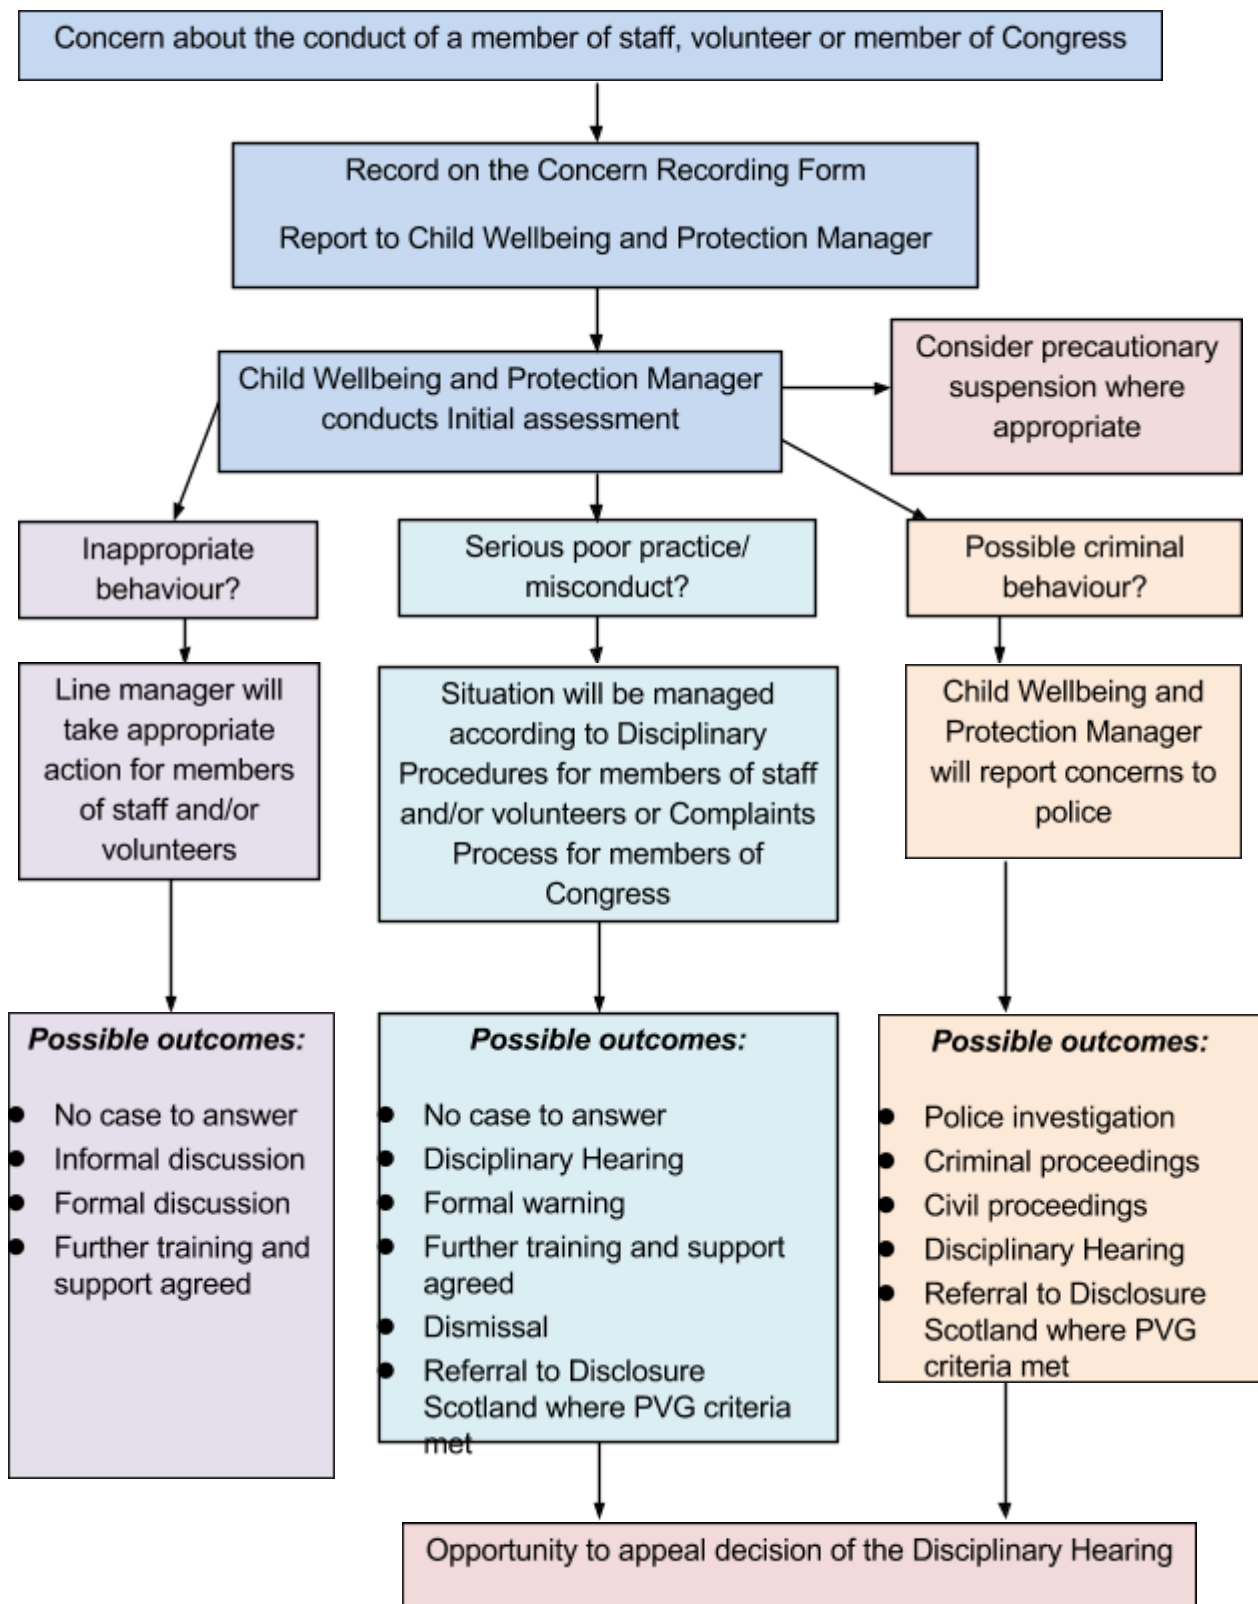 Concern about the conduct of a member of staff, volunteer or member of Congress
Record on the Concern Recording Form
Report to Child Wellbeing and Protection Manager
Child Wellbeing and Protection Manager
conducts Initial assessment
Consider precautionary
suspension where
appropriate
Inappropriate
behaviour?
Serious poor practice/
misconduct?
Possible criminal
behaviour?
Line manager will
take appropriate
action for members
of staff and/or
volunteers
Situation will be managed
according to Disciplinary
Procedures for members of staff
and/or volunteers or Complaints
Process for members of
Congress
Child Wellbeing and
Protection Manager
will report concerns to
police
Possible outcomes:
● No case to answer
● Informal discussion
● Formal discussion
● Further training and
support agreed
Possible outcomes:
● No case to answer
● Disciplinary Hearing
● Formal warning
● Further training and support
agreed
● Dismissal
● Referral to Disclosure
Scotland where PVG criteria
met
Possible outcomes:
● Police investigation
● Criminal proceedings
● Civil proceedings
● Disciplinary Hearing
● Referral to Disclosure
Scotland where PVG
criteria met
Opportunity to appeal decision of the Disciplinary Hearing